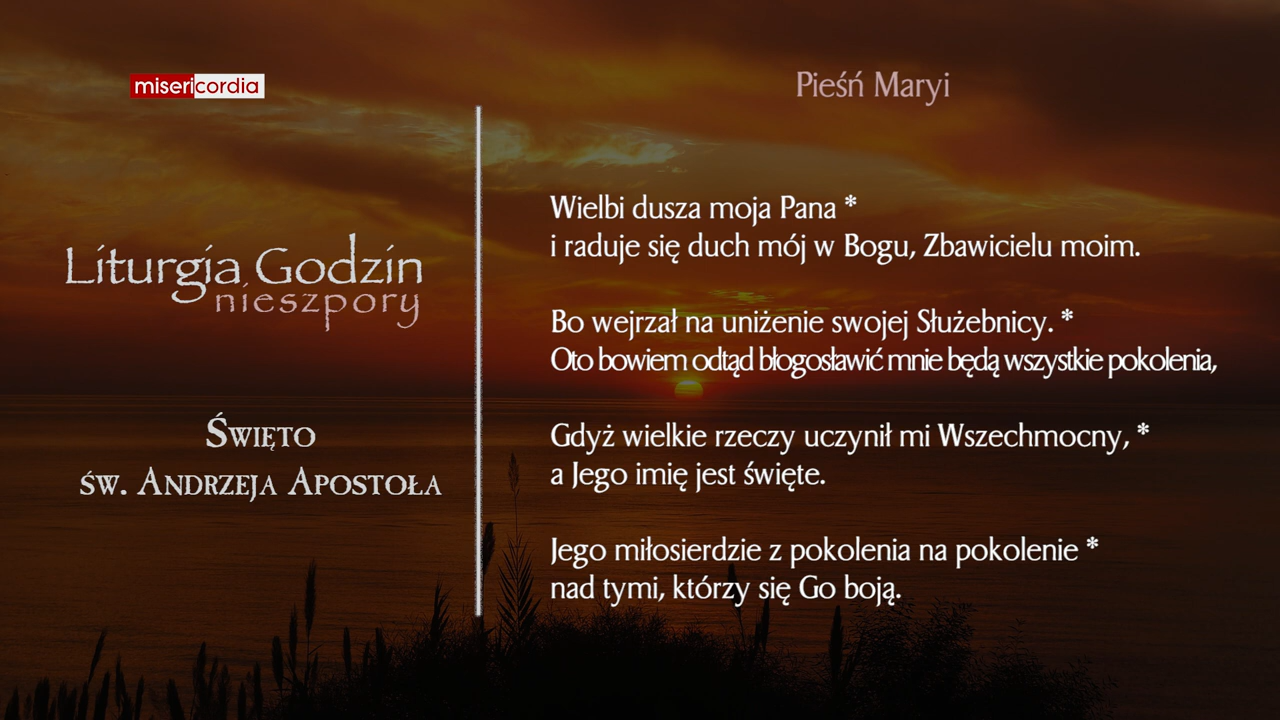 misericordia
Liturgia Godzin
nieszpory
Święto
św. Andrzeja Apostoła
Pieśń Maryi
Wielbi dusza moja Pana *
i raduje się duch mój w Bogu, Zbawicielu moim.
Bo wejrzał na uniżenie swojej Służebnicy. *
Oto bowiem odtąd błogosławić mnie będą wszystkie pokolenia,
Gdyż wielkie rzeczy uczynił mi Wszechmocny, *
a Jego imię jest święte.
Jego miłosierdzie z pokolenia na pokolenie *
nad tymi, którzy się Go boją.